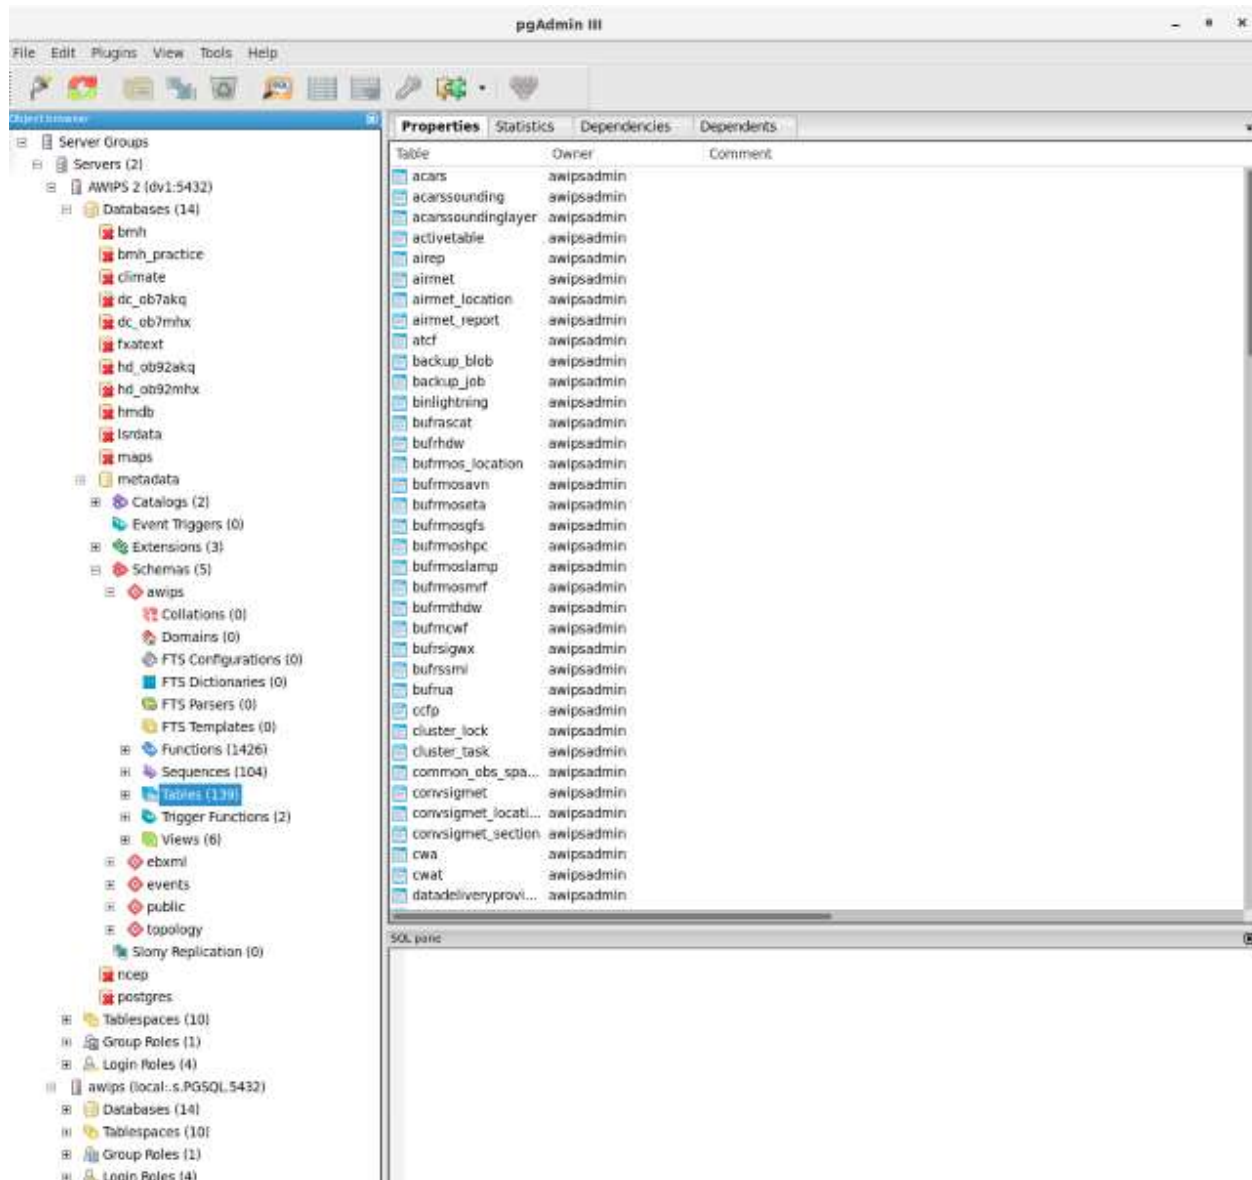 pgAdmin III
File Edit Plugins View Tools Help
Object browser
Server Groups
Servers (2)
AWIPS 2 (dv1:5432)
Databases (14)
bmh
bmh_practice
climate
dc_ob7akq
dc_ob7mhx
fxatext
hd_ob92akq
hd_ob92mhx
hmdb
lsrdata
maps
metadata
Catalogs (2)
Event Triggers (0)
Extensions (3)
Schemas (5)
awips
Collations (0)
Domains (0)
FTS Configurations (0)
FTS Dictionaries (0)
FTS Parsers (0)
FTS Templates (0)
Functions (1426)
Sequences (104)
Tables (139)
Trigger Functions (2)
Views (6)
ebxml
events
public
topology
Slony Replication (0)
ncep
postgres
Tablespaces (10)
Group Roles (1)
Login Roles (4)
awips (local:.s.PGSQL.5432)
Databases (14)
Tablespaces (10)
Group Roles (1)
Login Roles (4)
Properties Statistics Dependencies Dependents
Table Owner Comment
acars awipsadmin
acarssounding awipsadmin
acarssoundinglayer awipsadmin
activetable awipsadmin
airep awipsadmin
airmet awipsadmin
airmet_location awipsadmin
airmet_report awipsadmin
atcf awipsadmin
backup_blob awipsadmin
backup_job awipsadmin
binlightning awipsadmin
bufrascat awipsadmin
bufrhdw awipsadmin
bufrmos_location awipsadmin
bufrmosavn awipsadmin
bufrmoseta awipsadmin
bufrmosgfs awipsadmin
bufrmoshpc awipsadmin
bufrmoslamp awipsadmin
bufrmosmrf awipsadmin
bufrmthdw awipsadmin
bufrncwf awipsadmin
bufrsigwx awipsadmin
bufrssmi awipsadmin
bufrua awipsadmin
ccfp awipsadmin
cluster_lock awipsadmin
cluster_task awipsadmin
common_obs_spa... awipsadmin
convsigmet awipsadmin
convsigmet_locati... awipsadmin
convsigmet_section awipsadmin
cwa awipsadmin
cwat awipsadmin
datadeliveryprovi... awipsadmin
SQL pane